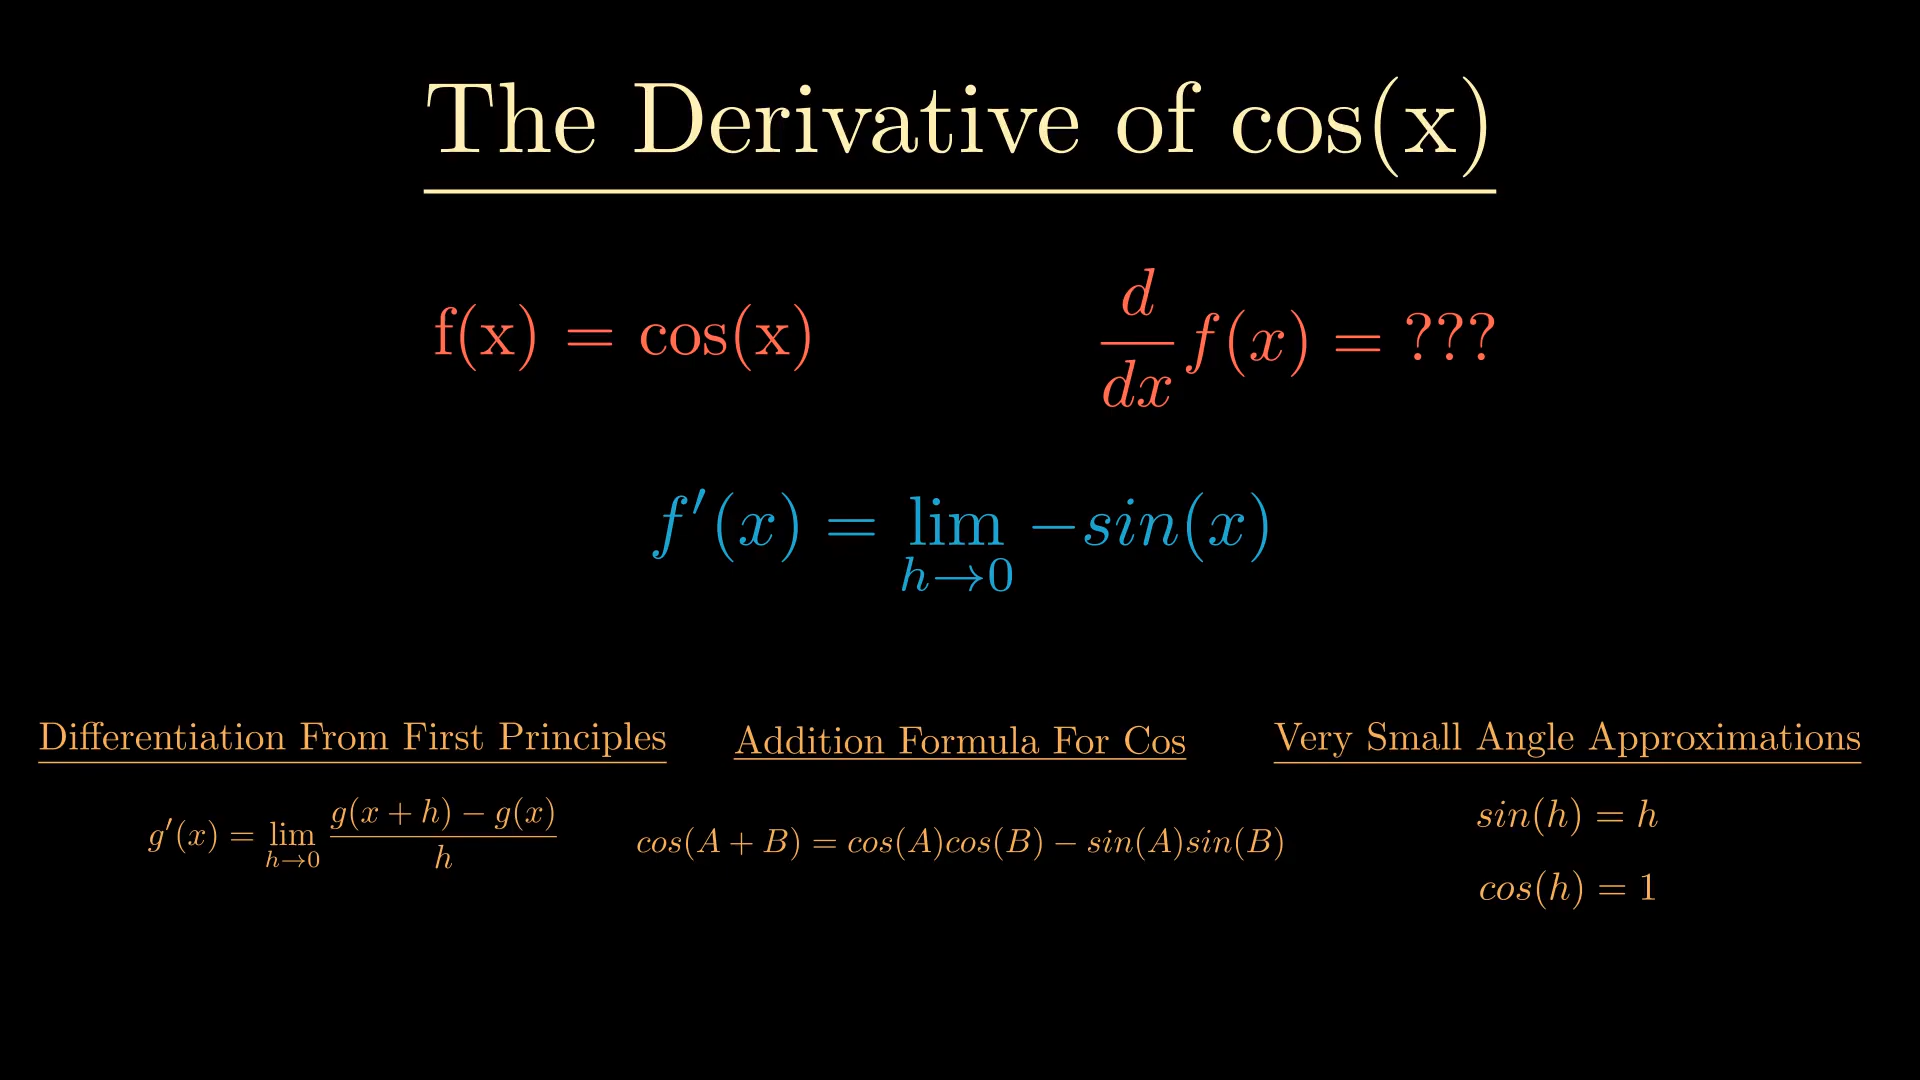 The Derivative of cos(x)
f(x) = cos(x)
d/dx f(x) = ???
f′(x) = lim h→0 −sin(x)
Differentiation From First Principles
g′(x) = lim h→0 g(x + h) − g(x) / h
Addition Formula For Cos
cos(A + B) = cos(A)cos(B) − sin(A)sin(B)
Very Small Angle Approximations
sin(h) = h
cos(h) = 1